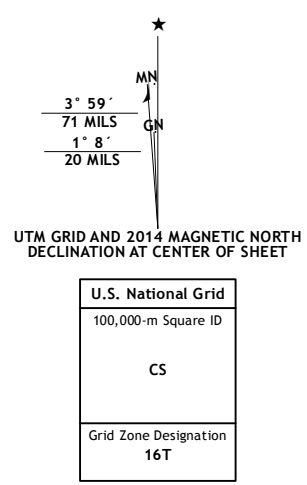 MN
3° 59´
71 MILS
GN
1° 8´
20 MILS
UTM GRID AND 2014 MAGNETIC NORTH
DECLINATION AT CENTER OF SHEET
U.S. National Grid
100,000-m Square ID
CS
Grid Zone Designation
16T